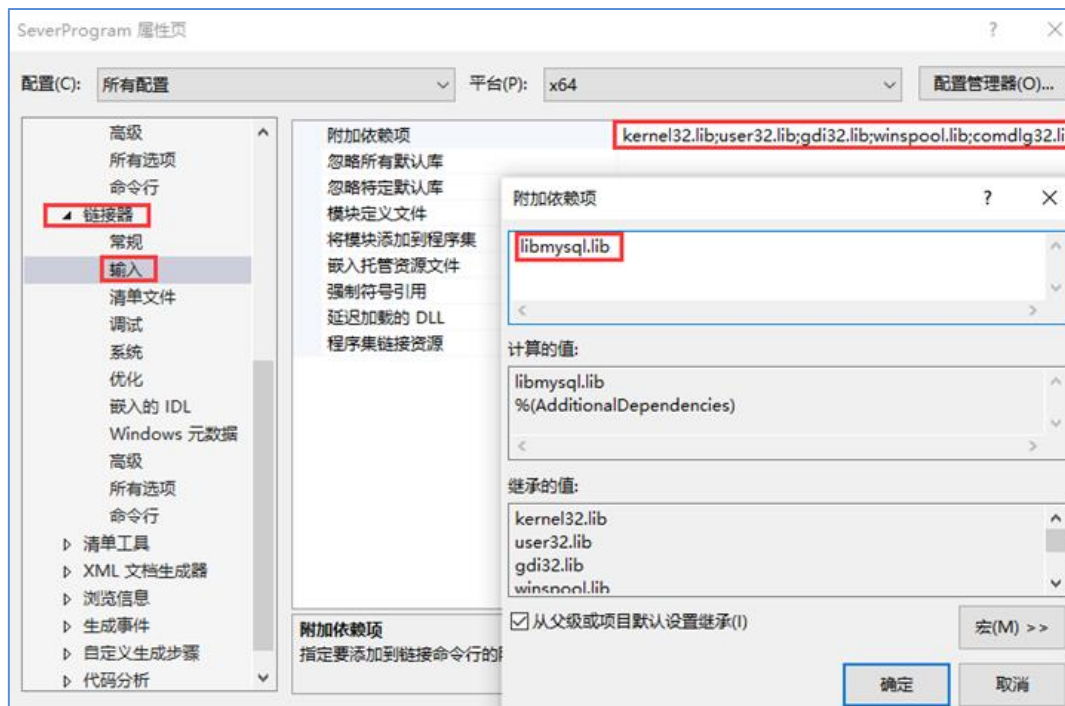 SeverProgram 属性页
配置(C):
所有配置
平台(P):
x64
配置管理器(O)...
高级
所有选项
命令行
链接器
常规
输入
清单文件
调试
系统
优化
嵌入的 IDL
Windows 元数据
高级
所有选项
命令行
清单工具
XML 文档生成器
浏览信息
生成事件
自定义生成步骤
代码分析
附加依赖项
kernel32.lib;user32.lib;gdi32.lib;winspool.lib;comdlg32.li
忽略所有默认库
忽略特定默认库
模块定义文件
将模块添加到程序集
嵌入托管资源文件
强制符号引用
延迟加载的 DLL
程序集链接资源
附加依赖项
指定要添加到链接命令行的
附加依赖项
?
libmysql.lib
计算的值:
libmysql.lib
%(AdditionalDependencies)
继承的值:
kernel32.lib
user32.lib
gdi32.lib
winspool.lib
从父级或项目默认设置继承(I)
宏(M) >>
确定
取消